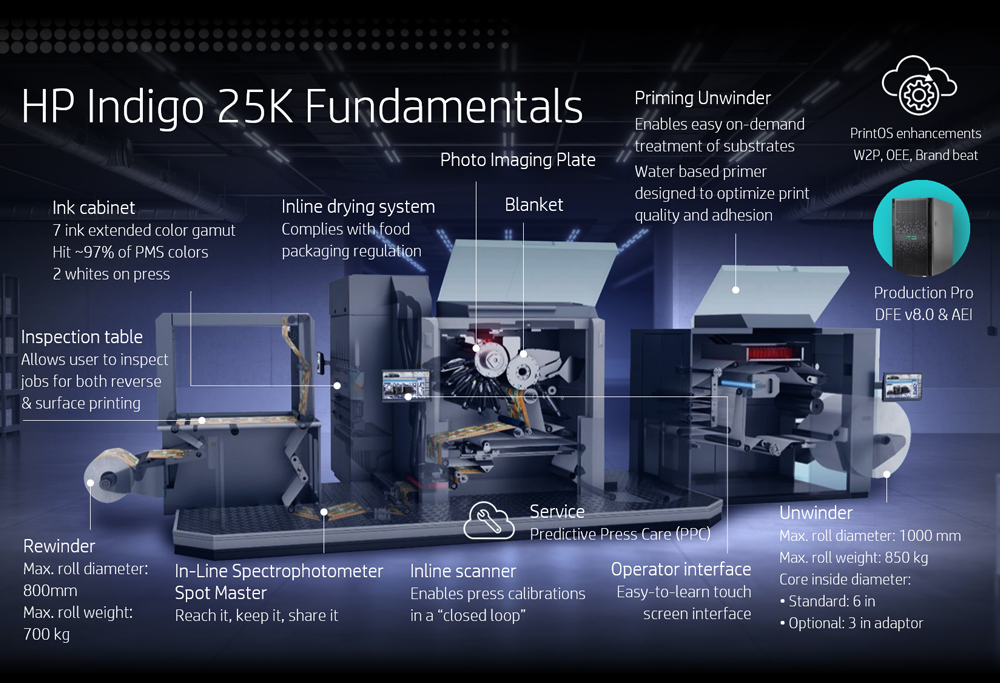 HP Indigo 25K Fundamentals
Photo Imaging Plate
Blanket
Priming Unwinder
Enables easy on-demand
treatment of substrates
Water based primer
designed to optimize print
quality and adhesion
PrintOS enhancements
W2P, OEE, Brand beat
Production Pro
DFE v8.0 & AEI
Ink cabinet
7 ink extended color gamut
Hit ~97% of PMS colors
2 whites on press
Inline drying system
Complies with food
packaging regulation
Inspection table
Allows user to inspect
jobs for both reverse
& surface printing
Rewinder
Max. roll diameter:
800mm
Max. roll weight:
700 kg
In-Line Spectrophotometer
Spot Master
Reach it, keep it, share it
Inline scanner
Enables press calibrations
in a “closed loop”
Service
Predictive Press Care (PPC)
Operator interface
Easy-to-learn touch
screen interface
Unwinder
Max. roll diameter: 1000 mm
Max. roll weight: 850 kg
Core inside diameter:
• Standard: 6 in
• Optional: 3 in adaptor